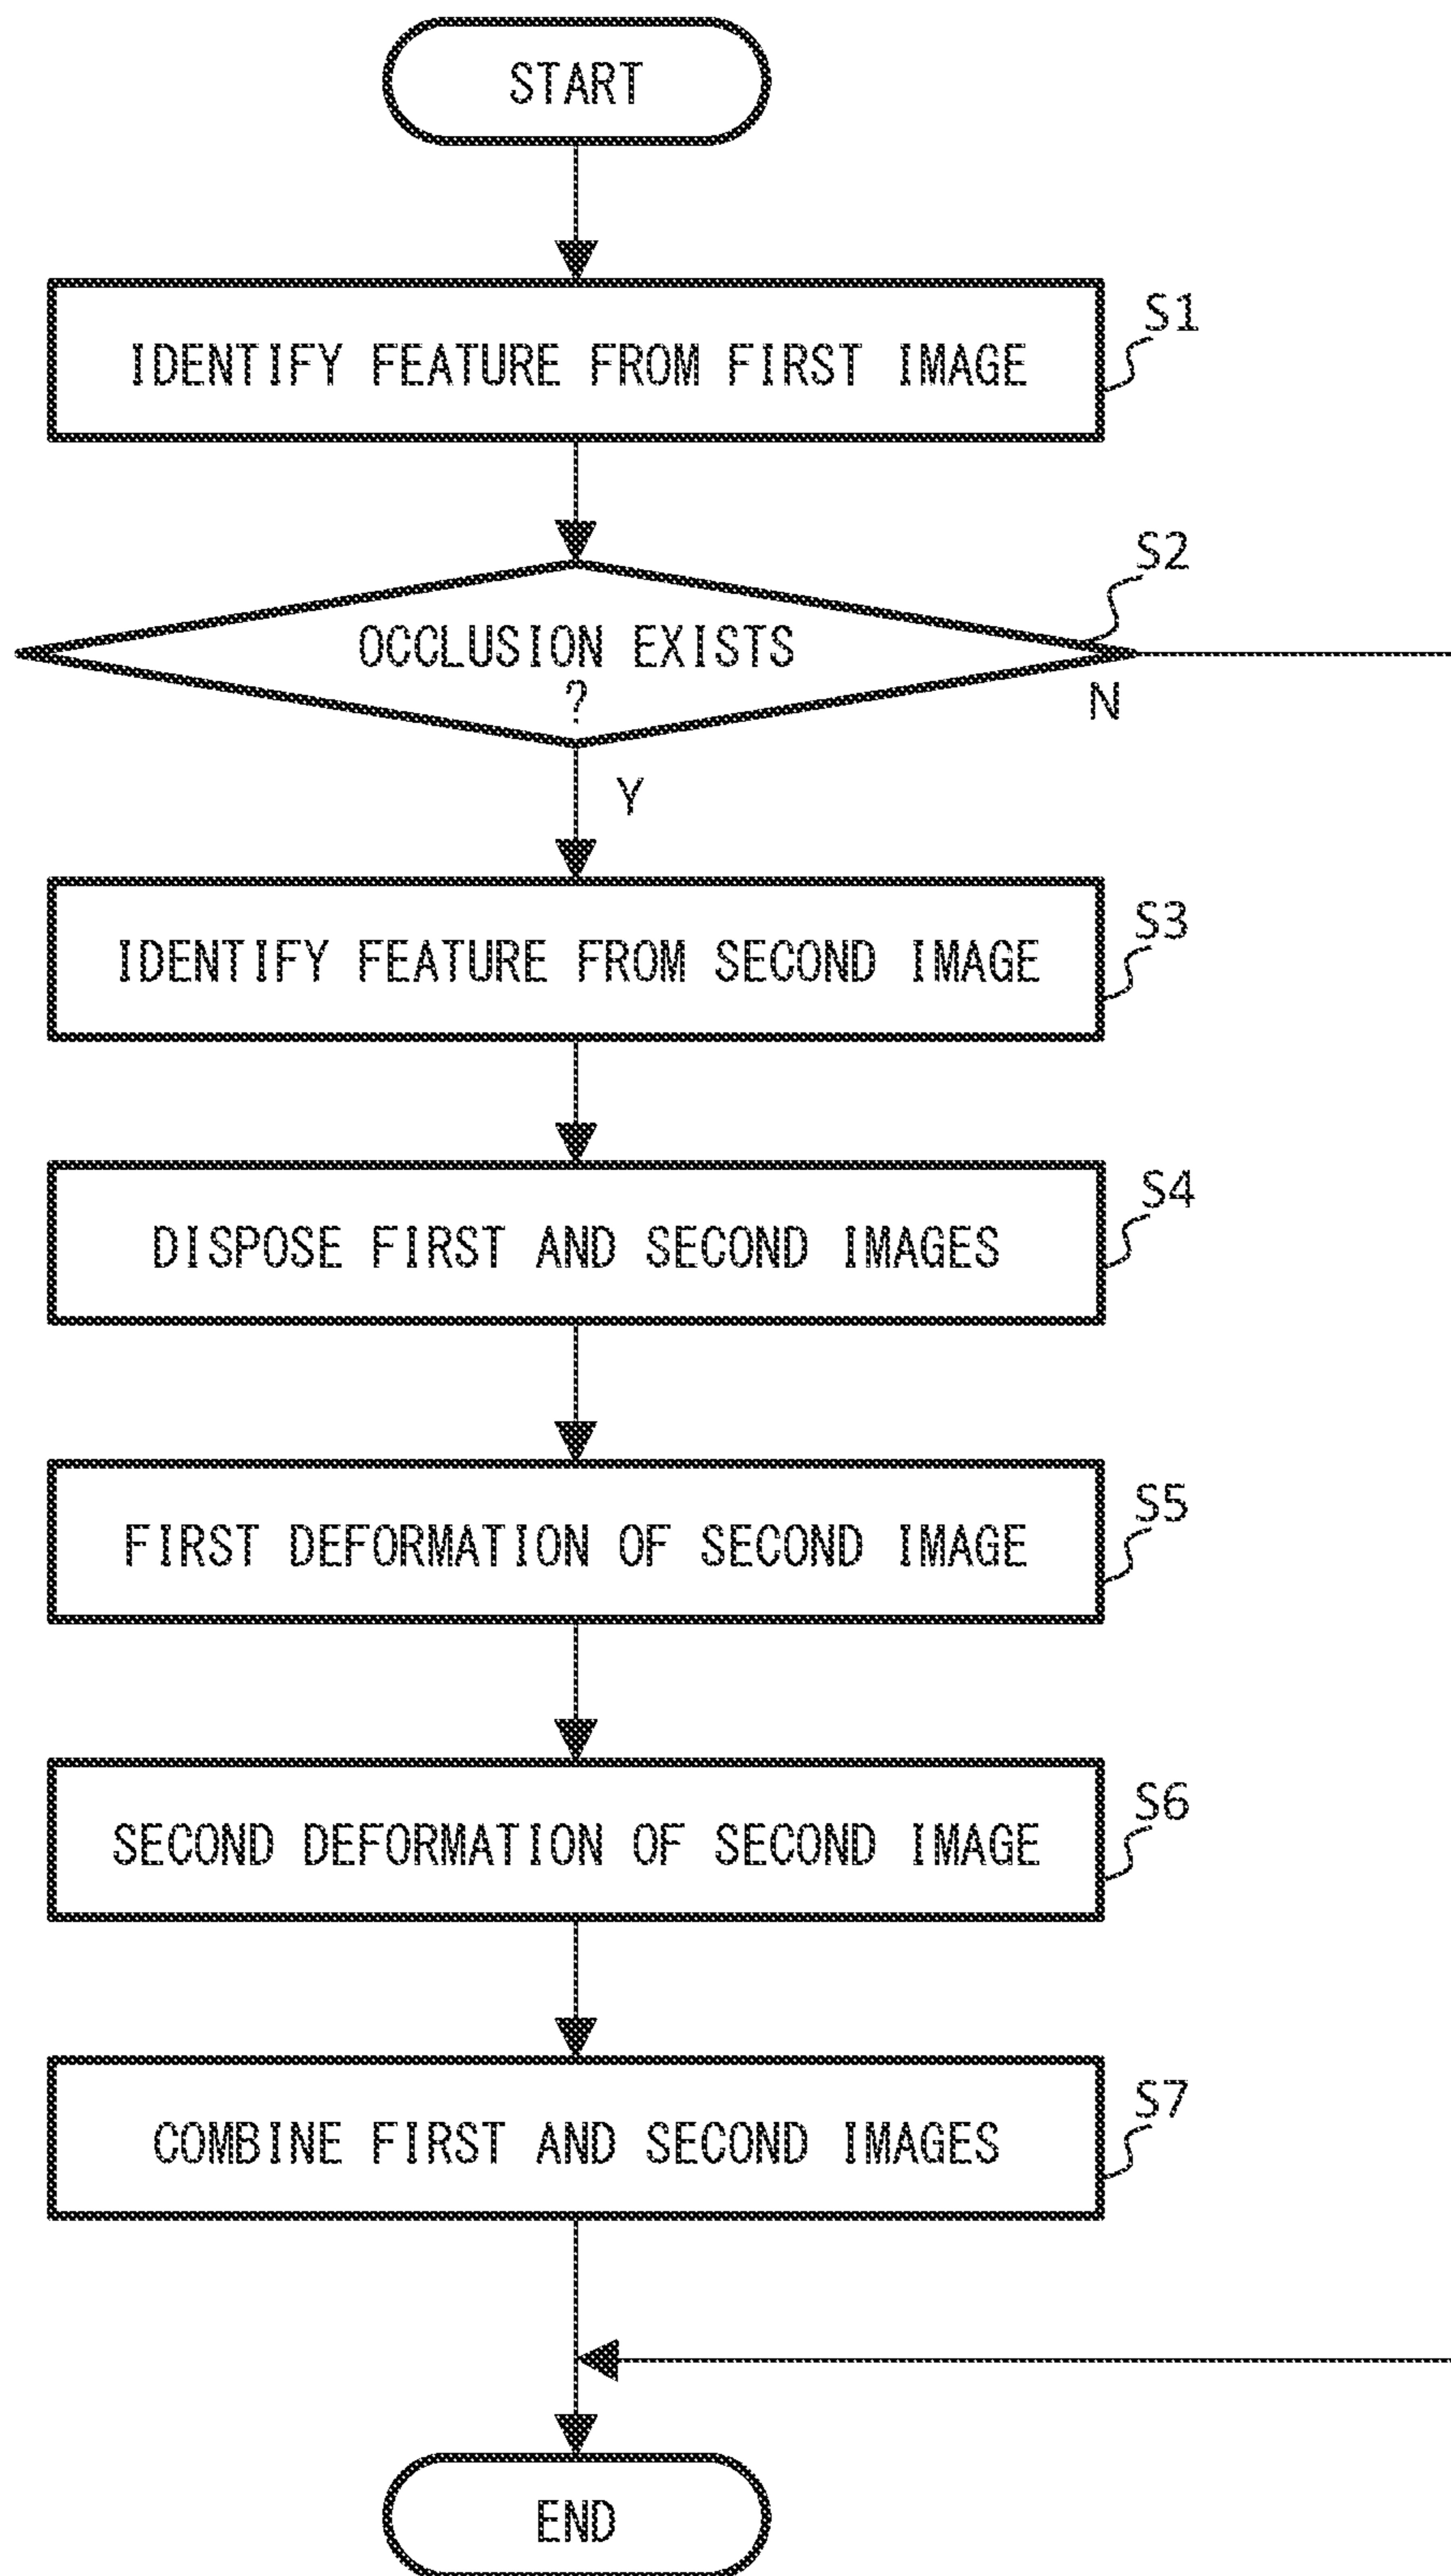 START
IDENTIFY FEATURE FROM FIRST IMAGE
S1
S2
OCCLUSION EXISTS
?
N
Y
IDENTIFY FEATURE FROM SECOND IMAGE
S3
DISPOSE FIRST AND SECOND IMAGES
S4
FIRST DEFORMATION OF SECOND IMAGE
S5
SECOND DEFORMATION OF SECOND IMAGE
S6
COMBINE FIRST AND SECOND IMAGES
S7
END